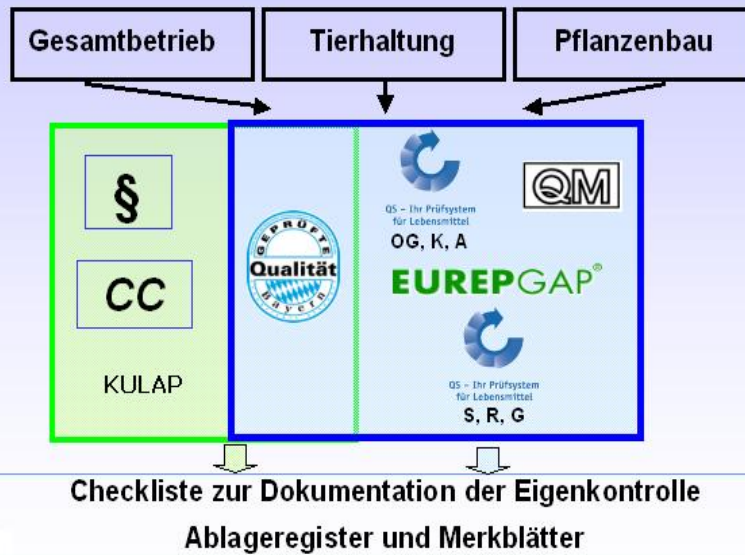 Gesamtbetrieb
Tierhaltung
Pflanzenbau
§
CC
KULAP
GEPRÜFTE
Qualität
Bayern
QS – Ihr Prüfsystem
für Lebensmittel
OG, K, A
QM
EUREPGAP®
QS – Ihr Prüfsystem
für Lebensmittel
S, R, G
Checkliste zur Dokumentation der Eigenkontrolle
Ablageregister und Merkblätter